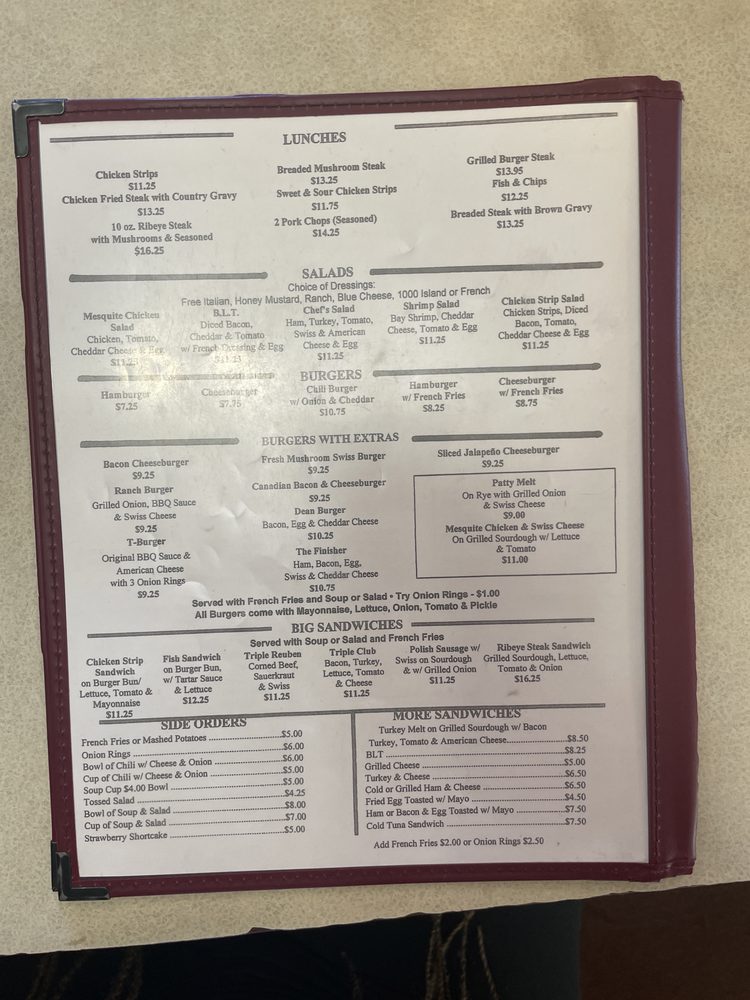 LUNCHES
Chicken Strips
$11.25
Chicken Fried Steak with Country Gravy
$13.25
10 oz. Ribeye Steak
with Mushrooms & Seasoned
$16.25
Breaded Mushroom Steak
$13.25
Sweet & Sour Chicken Strips
$11.75
2 Pork Chops (Seasoned)
$14.25
Grilled Burger Steak
$13.95
Fish & Chips
$12.25
Breaded Steak with Brown Gravy
$13.25
SALADS
Choice of Dressings:
Free Italian, Honey Mustard, Ranch, Blue Cheese, 1000 Island or French
Mesquite Chicken
Salad
Chicken, Tomato,
Cheddar Cheese & Egg
$11.25
B.L.T.
Diced Bacon,
Cheddar & Tomato
w/ French Dressing & Egg
$11.25
Chef's Salad
Ham, Turkey, Tomato,
Swiss & American
Cheese & Egg
$11.25
Shrimp Salad
Bay Shrimp, Cheddar
Cheese, Tomato & Egg
$11.25
Chicken Strip Salad
Chicken Strips, Diced
Bacon, Tomato,
Cheddar Cheese & Egg
$11.25
BURGERS
Hamburger
$7.25
Cheeseburger
$7.75
Chili Burger
w/ Onion & Cheddar
$10.75
Hamburger
w/ French Fries
$8.25
Cheeseburger
w/ French Fries
$8.75
BURGERS WITH EXTRAS
Bacon Cheeseburger
$9.25
Ranch Burger
Grilled Onion, BBQ Sauce
& Swiss Cheese
$9.25
T-Burger
Original BBQ Sauce &
American Cheese
with 3 Onion Rings
$9.25
Fresh Mushroom Swiss Burger
$9.25
Canadian Bacon & Cheeseburger
$9.25
Dean Burger
Bacon, Egg & Cheddar Cheese
$10.25
The Finisher
Ham, Bacon, Egg,
Swiss & Cheddar Cheese
$10.75
Sliced Jalapeño Cheeseburger
$9.25
Patty Melt
On Rye with Grilled Onion
& Swiss Cheese
$9.00
Mesquite Chicken & Swiss Cheese
On Grilled Sourdough w/ Lettuce
& Tomato
$11.00
Served with French Fries and Soup or Salad • Try Onion Rings - $1.00
All Burgers come with Mayonnaise, Lettuce, Onion, Tomato & Pickle
BIG SANDWICHES
Served with Soup or Salad and French Fries
Chicken Strip
Sandwich
on Burger Bun/
Lettuce, Tomato &
Mayonnaise
$11.25
Fish Sandwich
on Burger Bun,
w/ Tartar Sauce
& Lettuce
$12.25
Triple Reuben
Corned Beef,
Sauerkraut
& Swiss
$11.25
Triple Club
Bacon, Turkey,
Lettuce, Tomato
& Cheese
$11.25
Polish Sausage w/
Swiss on Sourdough
& w/ Grilled Onion
$11.25
Ribeye Steak Sandwich
Grilled Sourdough, Lettuce,
Tomato & Onion
$16.25
SIDE ORDERS
French Fries or Mashed Potatoes ........ $5.00
Onion Rings ........ $6.00
Bowl of Chili w/ Cheese & Onion ........ $6.00
Cup of Chili w/ Cheese & Onion ........ $5.00
Soup Cup $4.00 Bowl ........ $5.00
Tossed Salad ........ $4.25
Bowl of Soup & Salad ........ $8.00
Cup of Soup & Salad ........ $7.00
Strawberry Shortcake ........ $5.00
MORE SANDWICHES
Turkey Melt on Grilled Sourdough w/ Bacon
Turkey, Tomato & American Cheese ........ $8.50
BLT ........ $8.25
Grilled Cheese ........ $5.00
Turkey & Cheese ........ $6.50
Cold or Grilled Ham & Cheese ........ $6.50
Fried Egg Toasted w/ Mayo ........ $4.50
Ham or Bacon & Egg Toasted w/ Mayo ........ $7.50
Cold Tuna Sandwich ........ $7.50
Add French Fries $2.00 or Onion Rings $2.50